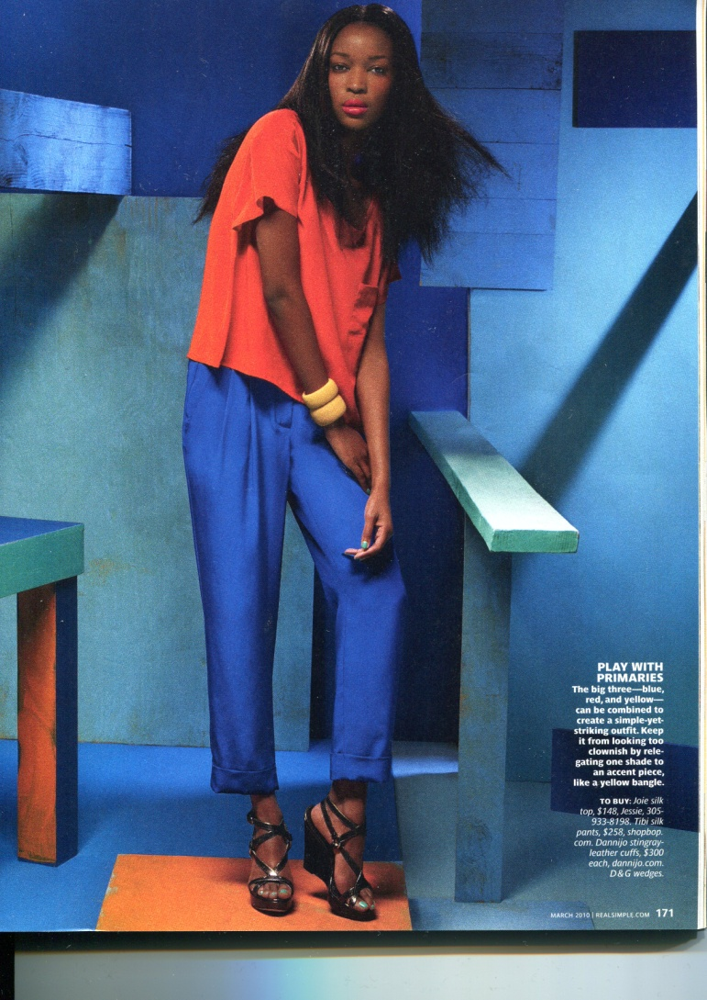 PLAY WITH
PRIMARIES
The big three—blue,
red, and yellow—
can be combined to
create a simple-yet-
striking outfit. Keep
it from looking too
clownish by rele-
gating one shade to
an accent piece,
like a yellow bangle.
TO BUY: Joie silk
top, $148, Jessie, 305-
933-8198. Tibi silk
pants, $258, shopbop.
com. Dannijo stingray-
leather cuffs, $300
each, dannijo.com.
D&G wedges.
MARCH 2010 | REALSIMPLE.COM 171